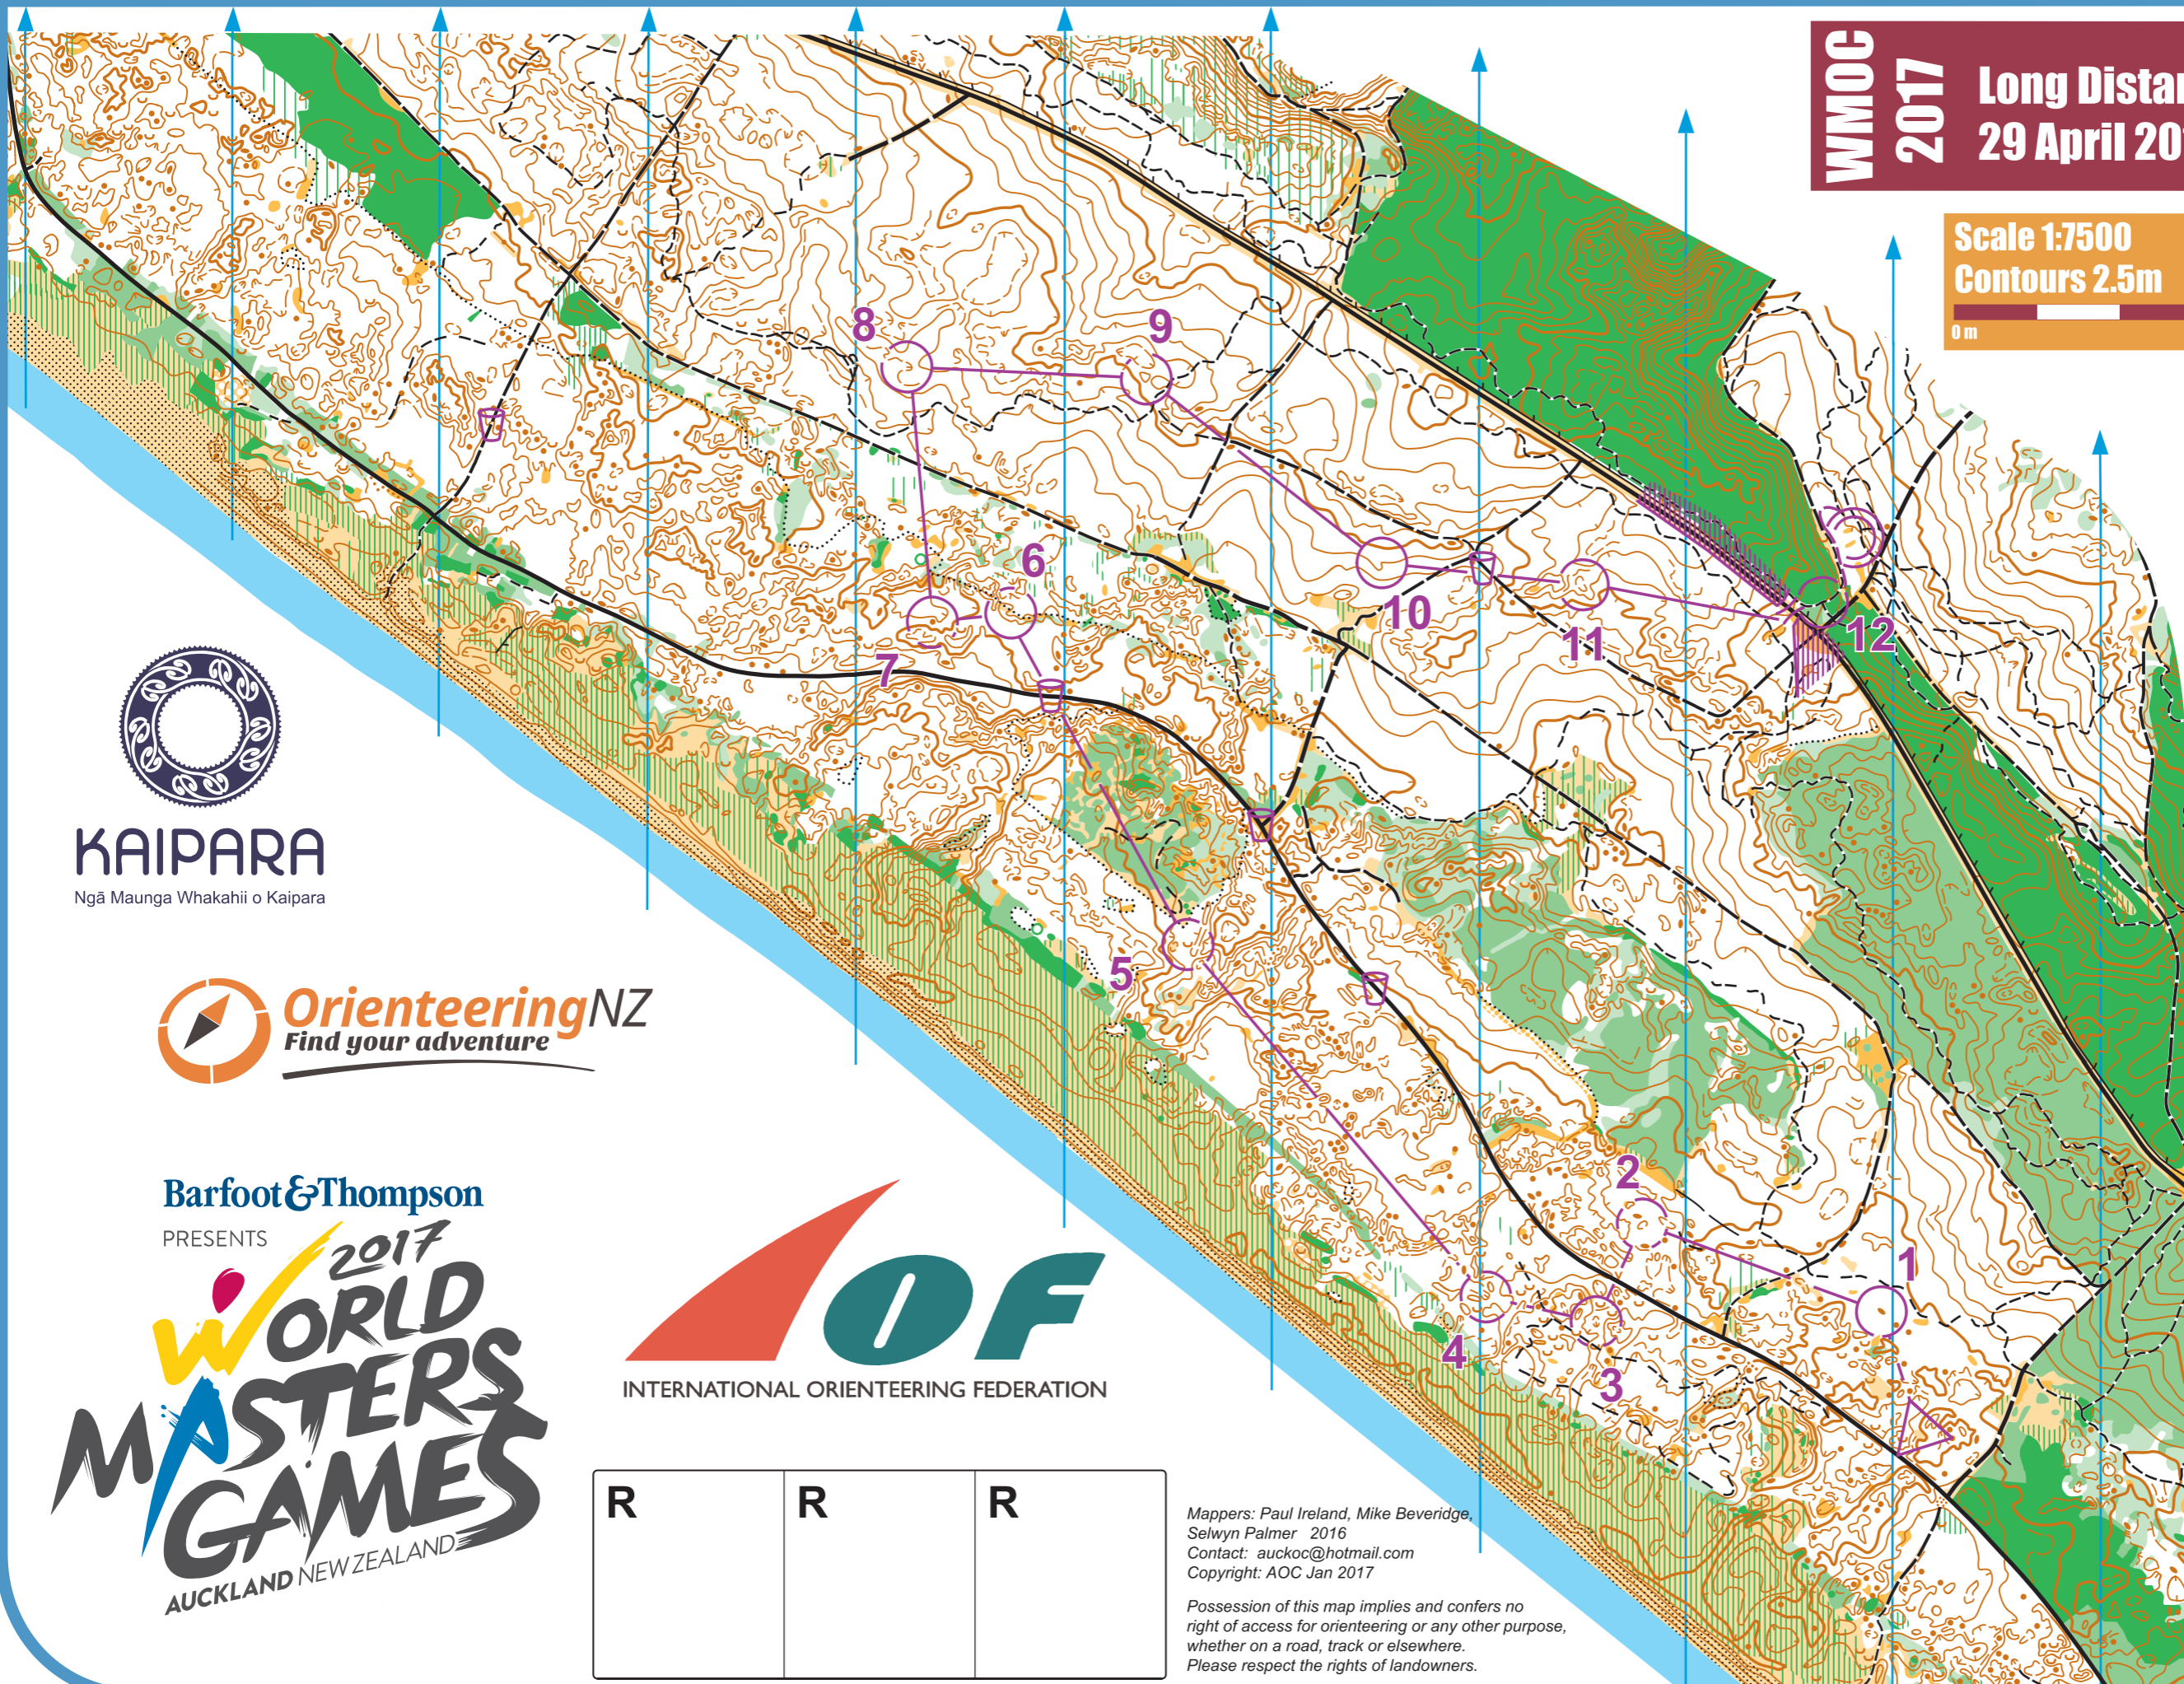 WMOC
2017
Long Distan
29 April 20
Scale 1:7500
Contours 2.5m
0 m
8
9
6
10
11
12
7
5
2
1
4
3
KAIPARA
Ngā Maunga Whakahii o Kaipara
OrienteeringNZ
Find your adventure
Barfoot&Thompson
PRESENTS
2017
WORLD
MASTERS
GAMES
AUCKLAND NEW ZEALAND
IOF
INTERNATIONAL ORIENTEERING FEDERATION
R R R
Mappers: Paul Ireland, Mike Beveridge,
Selwyn Palmer 2016
Contact: auckoc@hotmail.com
Copyright: AOC Jan 2017
Possession of this map implies and confers no
right of access for orienteering or any other purpose,
whether on a road, track or elsewhere.
Please respect the rights of landowners.